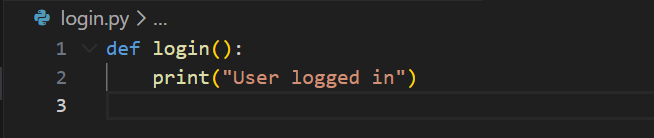 login.py > ...
1 def login():
2     print("User logged in")
3